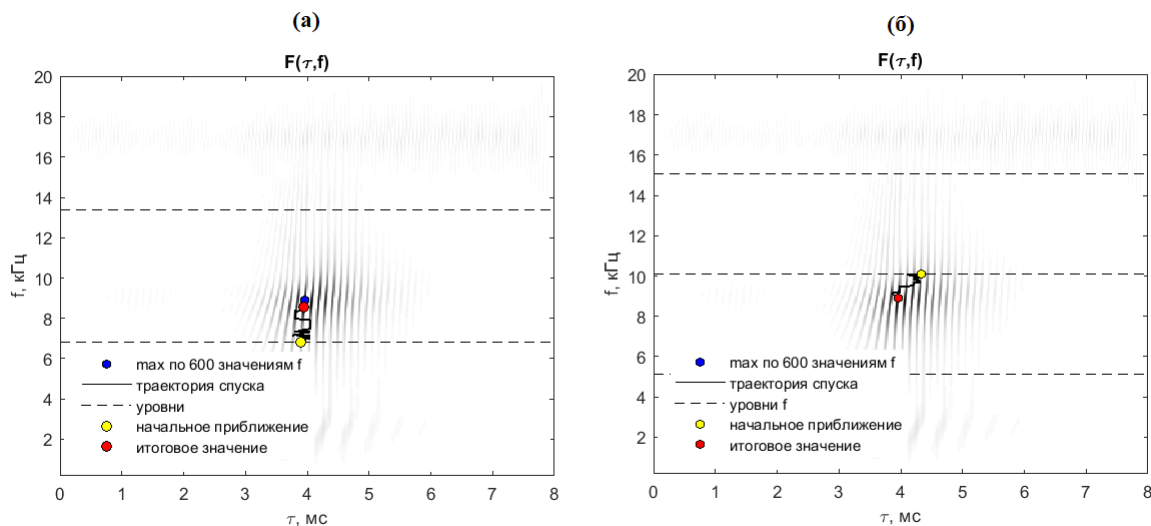 (а)
F(τ,f)
20
18
16
14
12
10
8
6
4
2
f, кГц
max по 600 значениям f
траектория спуска
уровни
начальное приближение
итоговое значение
0 1 2 3 4 5 6 7 8
τ, мс
(б)
F(τ,f)
20
18
16
14
12
10
8
6
4
2
f, кГц
max по 600 значениям f
траектория спуска
уровни f
начальное приближение
итоговое значение
0 1 2 3 4 5 6 7 8
τ, мс